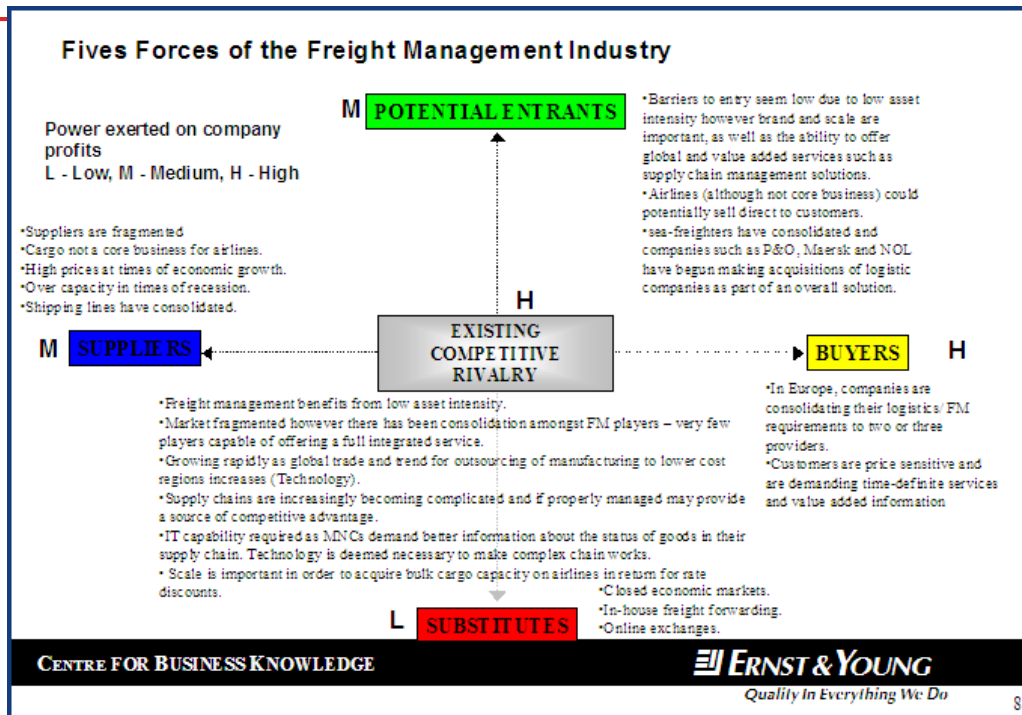 Fives Forces of the Freight Management Industry
M POTENTIAL ENTRANTS
Power exerted on company
profits
L - Low, M - Medium, H - High
•Barriers to entry seem low due to low asset
intensity however brand and scale are
important, as well as the ability to offer
global and value added services such as
supply chain management solutions.
•Airlines (although not core business) could
potentially sell direct to customers.
•sea-freighters have consolidated and
companies such as P&O, Maersk and NOL
have begun making acquisitions of logistic
companies as part of an overall solution.
•Suppliers are fragmented
•Cargo not a core business for airlines.
•High prices at times of economic growth.
•Over capacity in times of recession.
•Shipping lines have consolidated.
H
M SUPPLIERS
EXISTING
COMPETITIVE
RIVALRY
BUYERS H
•Freight management benefits from low asset intensity.
•Market fragmented however there has been consolidation amongst FM players – very few
players capable of offering a full integrated service.
•Growing rapidly as global trade and trend for outsourcing of manufacturing to lower cost
regions increases (Technology).
•Supply chains are increasingly becoming complicated and if properly managed may provide
a source of competitive advantage.
•IT capability required as MNCs demand better information about the status of goods in their
supply chain. Technology is deemed necessary to make complex chain works.
• Scale is important in order to acquire bulk cargo capacity on airlines in return for rate
discounts.
•In Europe, companies are
consolidating their logistics/ FM
requirements to two or three
providers.
•Customers are price sensitive and
are demanding time-definite services
and value added information
L SUBSTITUTES
•Closed economic markets.
•In-house freight forwarding.
•Online exchanges.
CENTRE FOR BUSINESS KNOWLEDGE
ERNST & YOUNG
Quality In Everything We Do
8